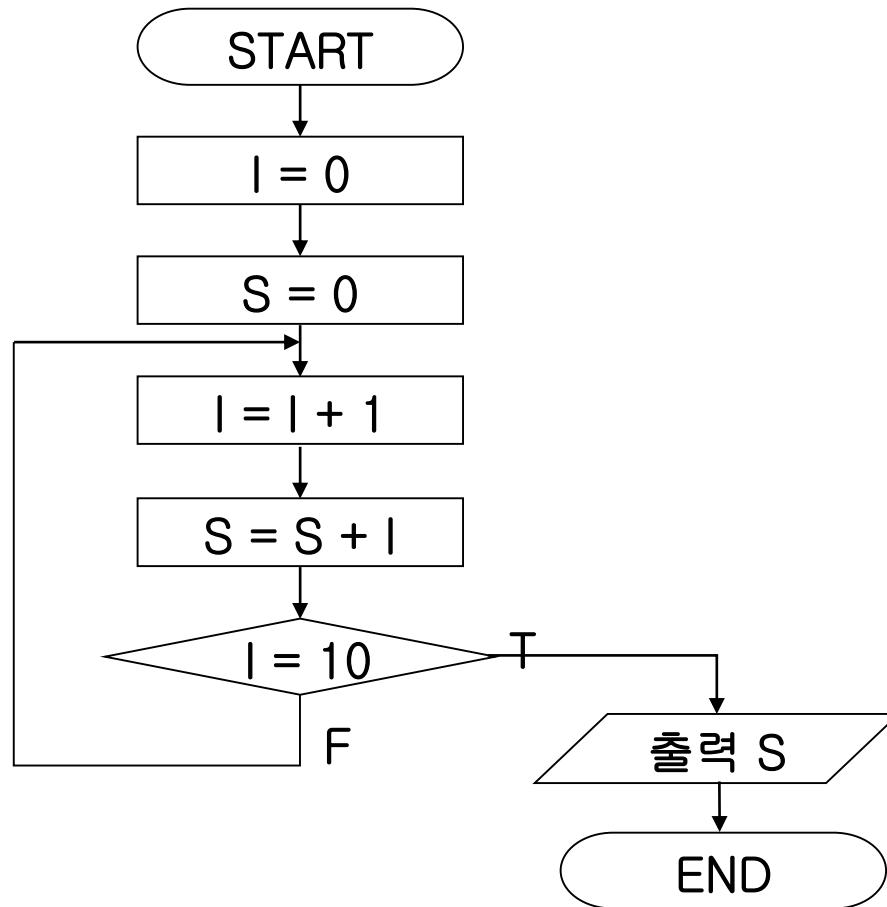 START
I = 0
S = 0
I = I + 1
S = S + I
I = 10
T
F
출력 S
END